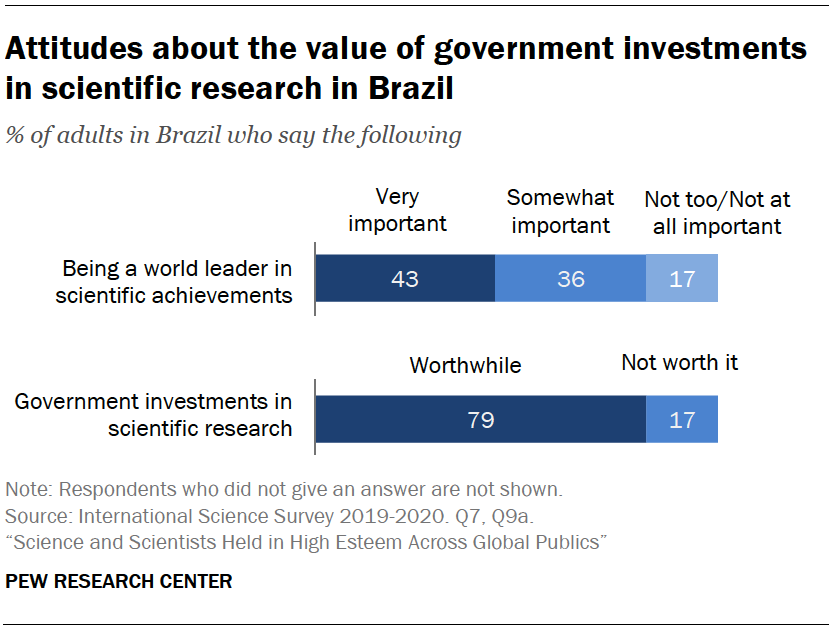 Attitudes about the value of government investments
in scientific research in Brazil
% of adults in Brazil who say the following
Very
important
Somewhat
important
Not too/Not at
all important
Being a world leader in
scientific achievements
43
36
17
Worthwhile
Not worth it
Government investments in
scientific research
79
17
Note: Respondents who did not give an answer are not shown.
Source: International Science Survey 2019-2020. Q7, Q9a.
“Science and Scientists Held in High Esteem Across Global Publics”
PEW RESEARCH CENTER